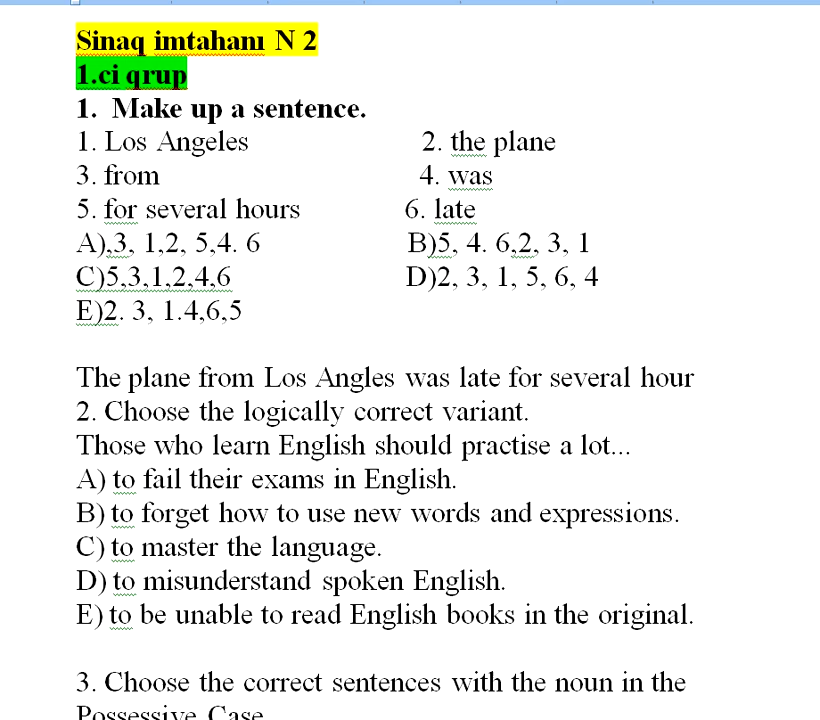 Sinaq imtahanı N 2
1.ci qrup
1. Make up a sentence.
1. Los Angeles 2. the plane
3. from 4. was
5. for several hours 6. late
A),3, 1,2, 5,4. 6 B)5, 4. 6,2, 3, 1
C)5,3,1,2,4,6 D)2, 3, 1, 5, 6, 4
E)2. 3, 1.4,6,5
The plane from Los Angles was late for several hour
2. Choose the logically correct variant.
Those who learn English should practise a lot...
A) to fail their exams in English.
B) to forget how to use new words and expressions.
C) to master the language.
D) to misunderstand spoken English.
E) to be unable to read English books in the original.
3. Choose the correct sentences with the noun in the
Possessive Case